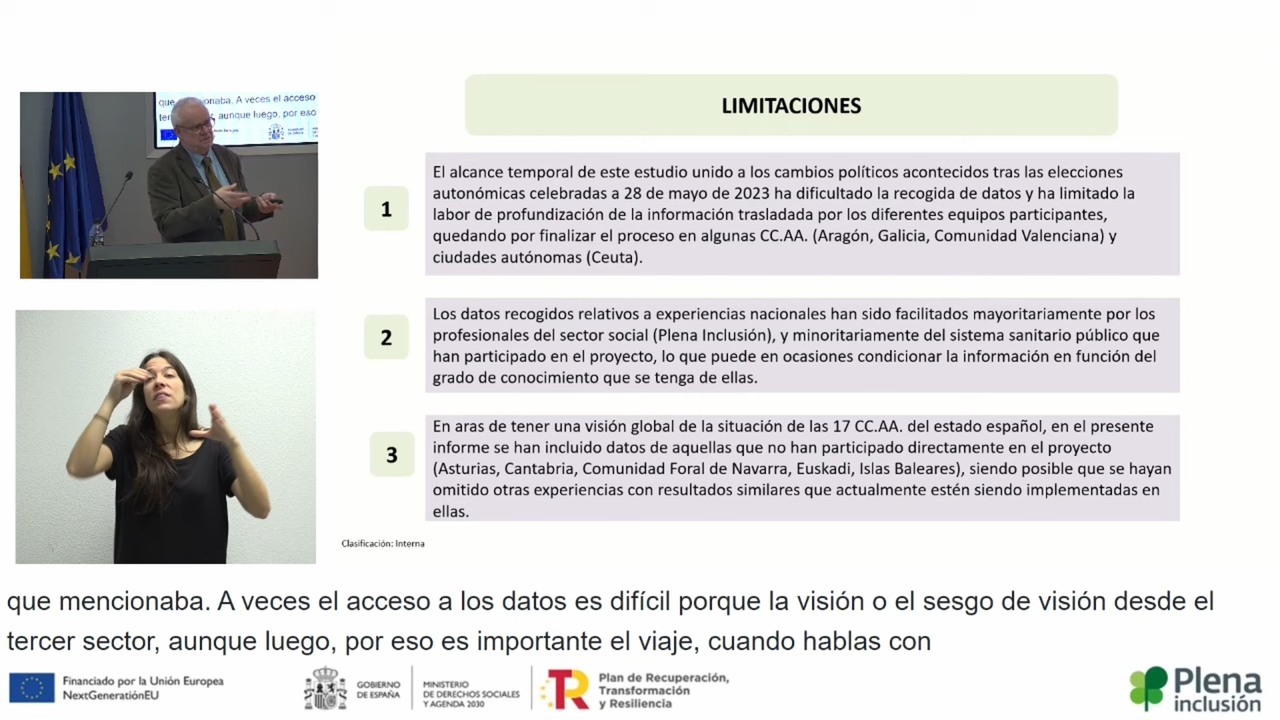 que mencionaba. A veces el acceso
aunque luego, por eso
LIMITACIONES
1
El alcance temporal de este estudio unido a los cambios políticos acontecidos tras las elecciones
autonómicas celebradas a 28 de mayo de 2023 ha dificultado la recogida de datos y ha limitado la
labor de profundización de la información trasladada por los diferentes equipos participantes,
quedando por finalizar el proceso en algunas CC.AA. (Aragón, Galicia, Comunidad Valenciana) y
ciudades autónomas (Ceuta).
2
Los datos recogidos relativos a experiencias nacionales han sido facilitados mayoritariamente por los
profesionales del sector social (Plena Inclusión), y minoritariamente del sistema sanitario público que
han participado en el proyecto, lo que puede en ocasiones condicionar la información en función del
grado de conocimiento que se tenga de ellas.
3
En aras de tener una visión global de la situación de las 17 CC.AA. del estado español, en el presente
informe se han incluido datos de aquellas que no han participado directamente en el proyecto
(Asturias, Cantabria, Comunidad Foral de Navarra, Euskadi, Islas Baleares), siendo posible que se hayan
omitido otras experiencias con resultados similares que actualmente estén siendo implementadas en
ellas.
Clasificación: Interna
que mencionaba. A veces el acceso a los datos es difícil porque la visión o el sesgo de visión desde el
tercer sector, aunque luego, por eso es importante el viaje, cuando hablas con
Financiado por la Unión Europea
NextGenerationEU
GOBIERNO
DE ESPAÑA
MINISTERIO
DE DERECHOS SOCIALES
Y AGENDA 2030
Plan de Recuperación,
Transformación
y Resiliencia
Plena
inclusión